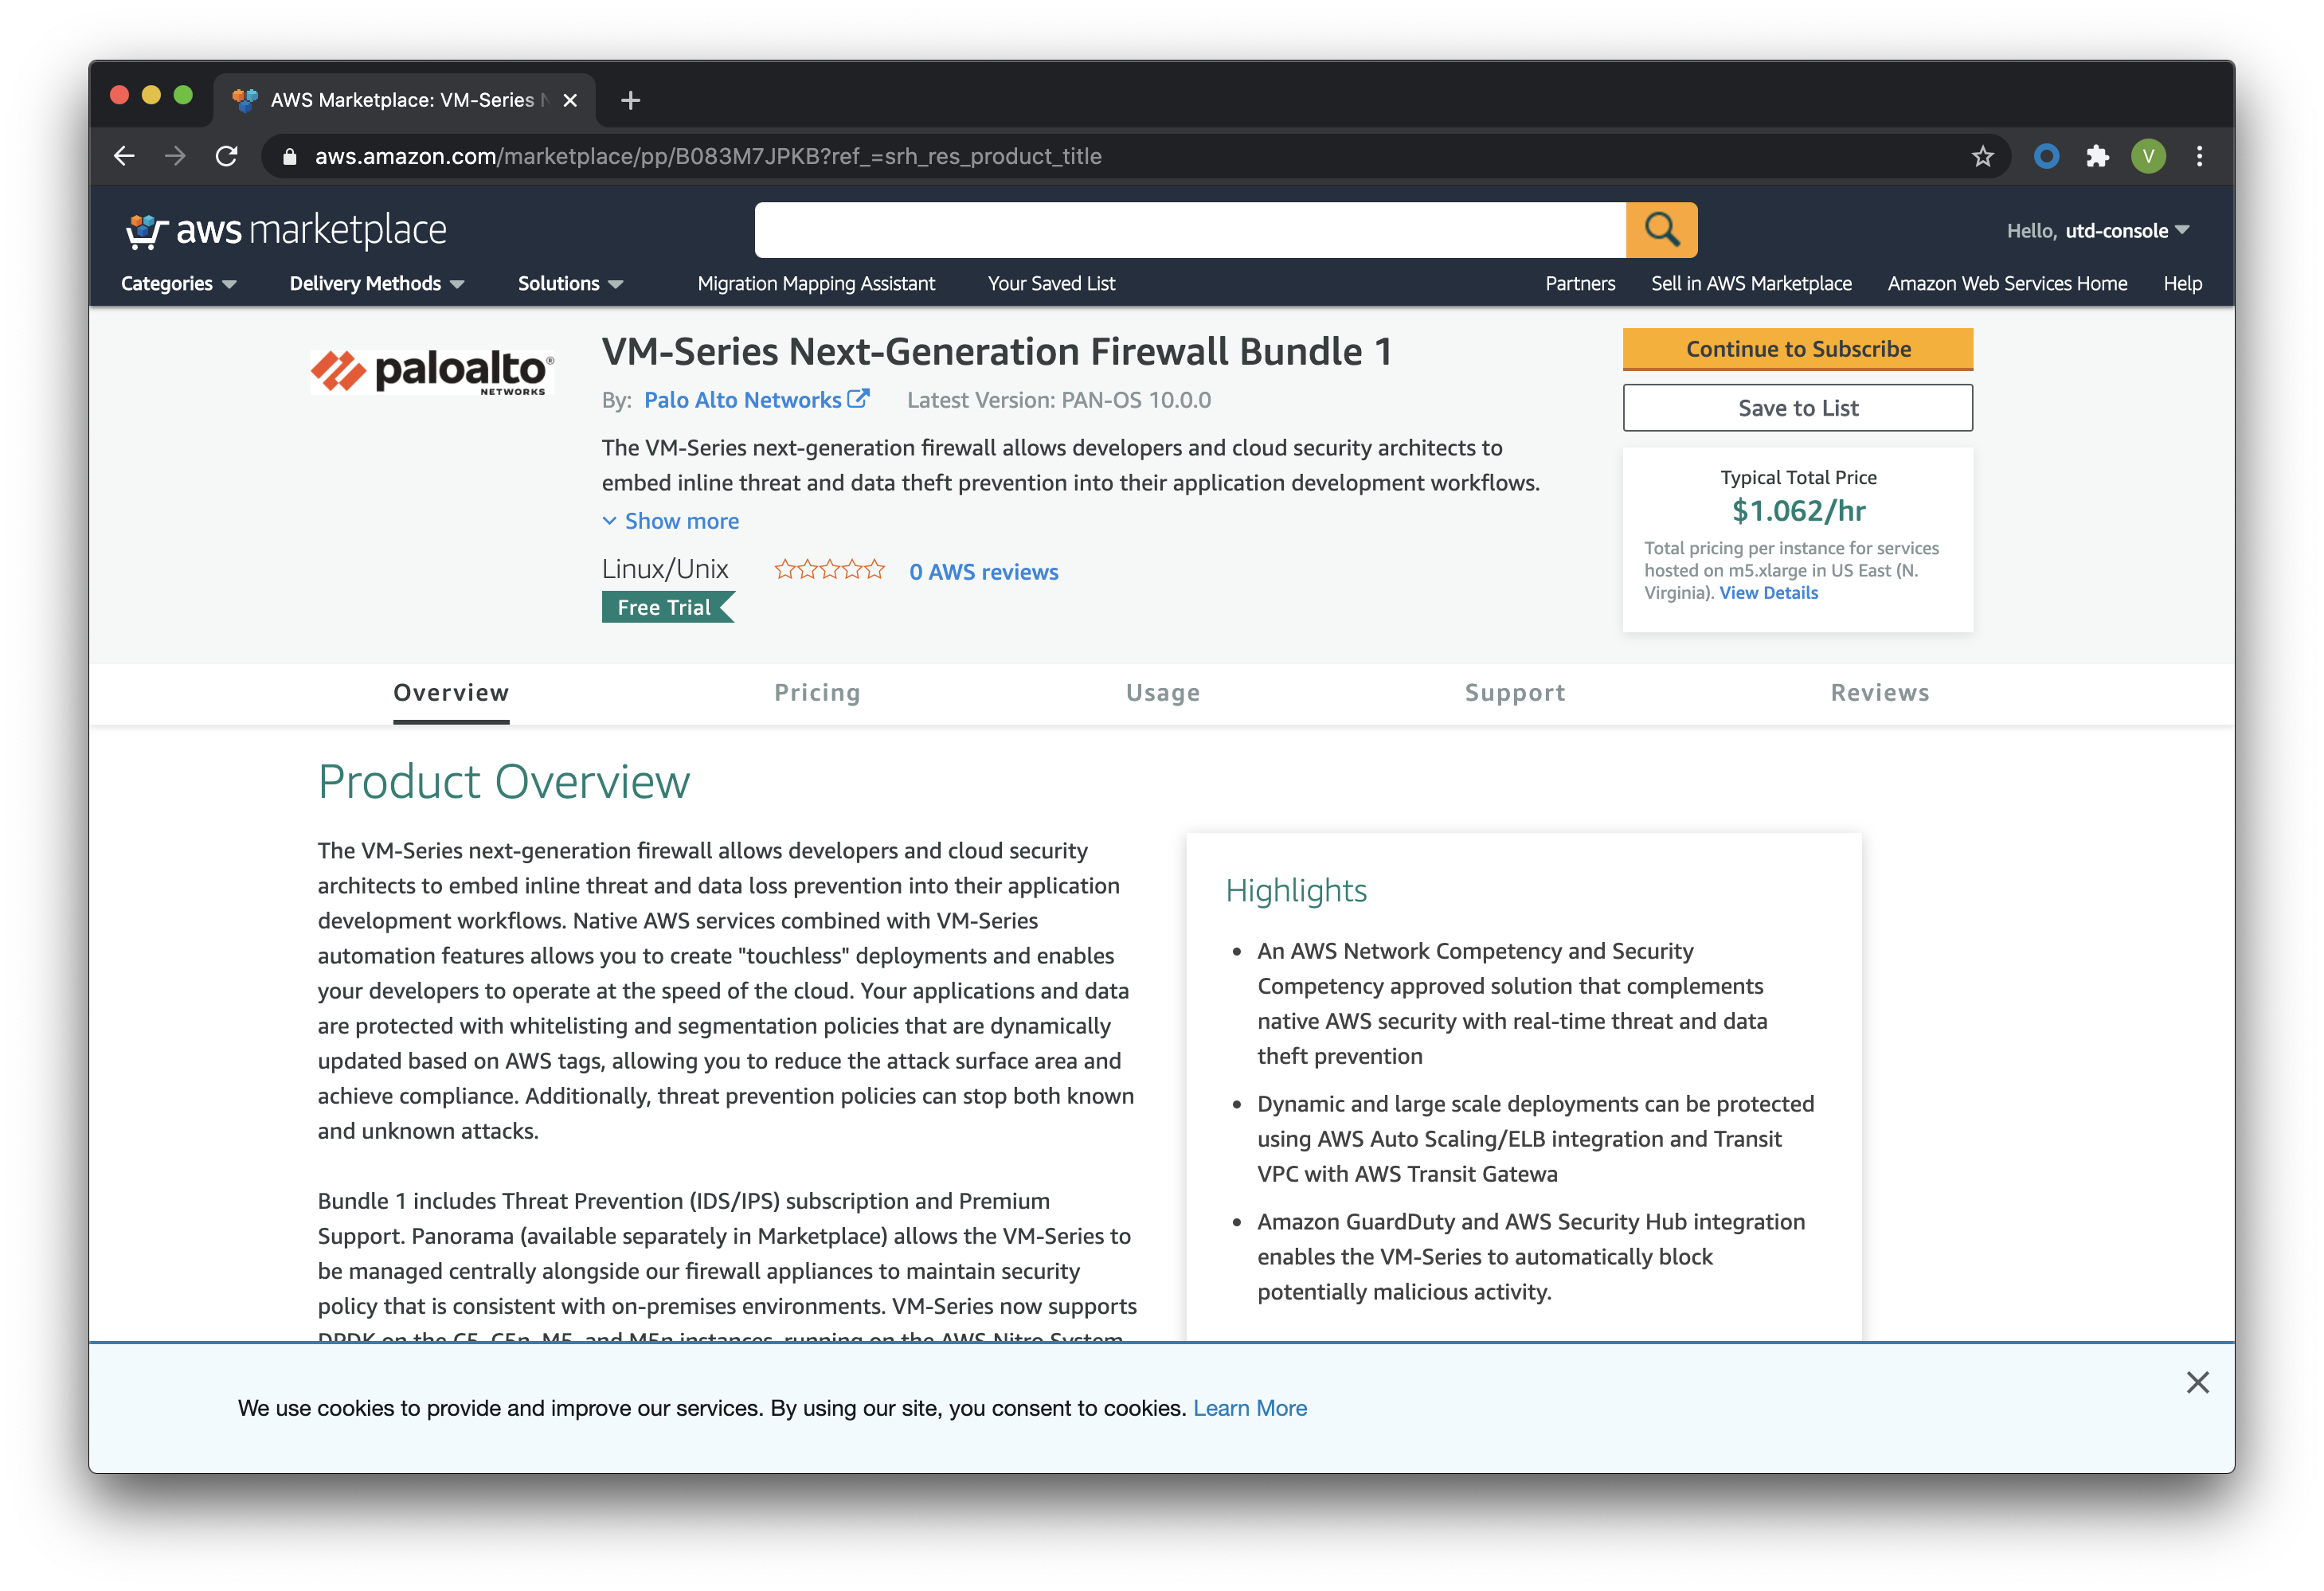 AWS Marketplace: VM-Series
aws.amazon.com/marketplace/pp/B083M7JPKB?ref_=srh_res_product_title
V
aws marketplace
Hello, utd-console
Categories
Delivery Methods
Solutions
Migration Mapping Assistant
Your Saved List
Partners
Sell in AWS Marketplace
Amazon Web Services Home
Help
paloalto®
NETWORKS
VM-Series Next-Generation Firewall Bundle 1
By: Palo Alto Networks
Latest Version: PAN-OS 10.0.0
The VM-Series next-generation firewall allows developers and cloud security architects to
embed inline threat and data theft prevention into their application development workflows.
Show more
Linux/Unix
0 AWS reviews
Free Trial
Continue to Subscribe
Save to List
Typical Total Price
$1.062/hr
Total pricing per instance for services
hosted on m5.xlarge in US East (N.
Virginia). View Details
Overview
Pricing
Usage
Support
Reviews
Product Overview
The VM-Series next-generation firewall allows developers and cloud security
architects to embed inline threat and data loss prevention into their application
development workflows. Native AWS services combined with VM-Series
automation features allows you to create "touchless" deployments and enables
your developers to operate at the speed of the cloud. Your applications and data
are protected with whitelisting and segmentation policies that are dynamically
updated based on AWS tags, allowing you to reduce the attack surface area and
achieve compliance. Additionally, threat prevention policies can stop both known
and unknown attacks.
Bundle 1 includes Threat Prevention (IDS/IPS) subscription and Premium
Support. Panorama (available separately in Marketplace) allows the VM-Series to
be managed centrally alongside our firewall appliances to maintain security
policy that is consistent with on-premises environments. VM-Series now supports
DPDK on the C5, C5n, M5, and M5n instances, running on the AWS Nitro System
Highlights
• An AWS Network Competency and Security
Competency approved solution that complements
native AWS security with real-time threat and data
theft prevention
• Dynamic and large scale deployments can be protected
using AWS Auto Scaling/ELB integration and Transit
VPC with AWS Transit Gatewa
• Amazon GuardDuty and AWS Security Hub integration
enables the VM-Series to automatically block
potentially malicious activity.
We use cookies to provide and improve our services. By using our site, you consent to cookies. Learn More